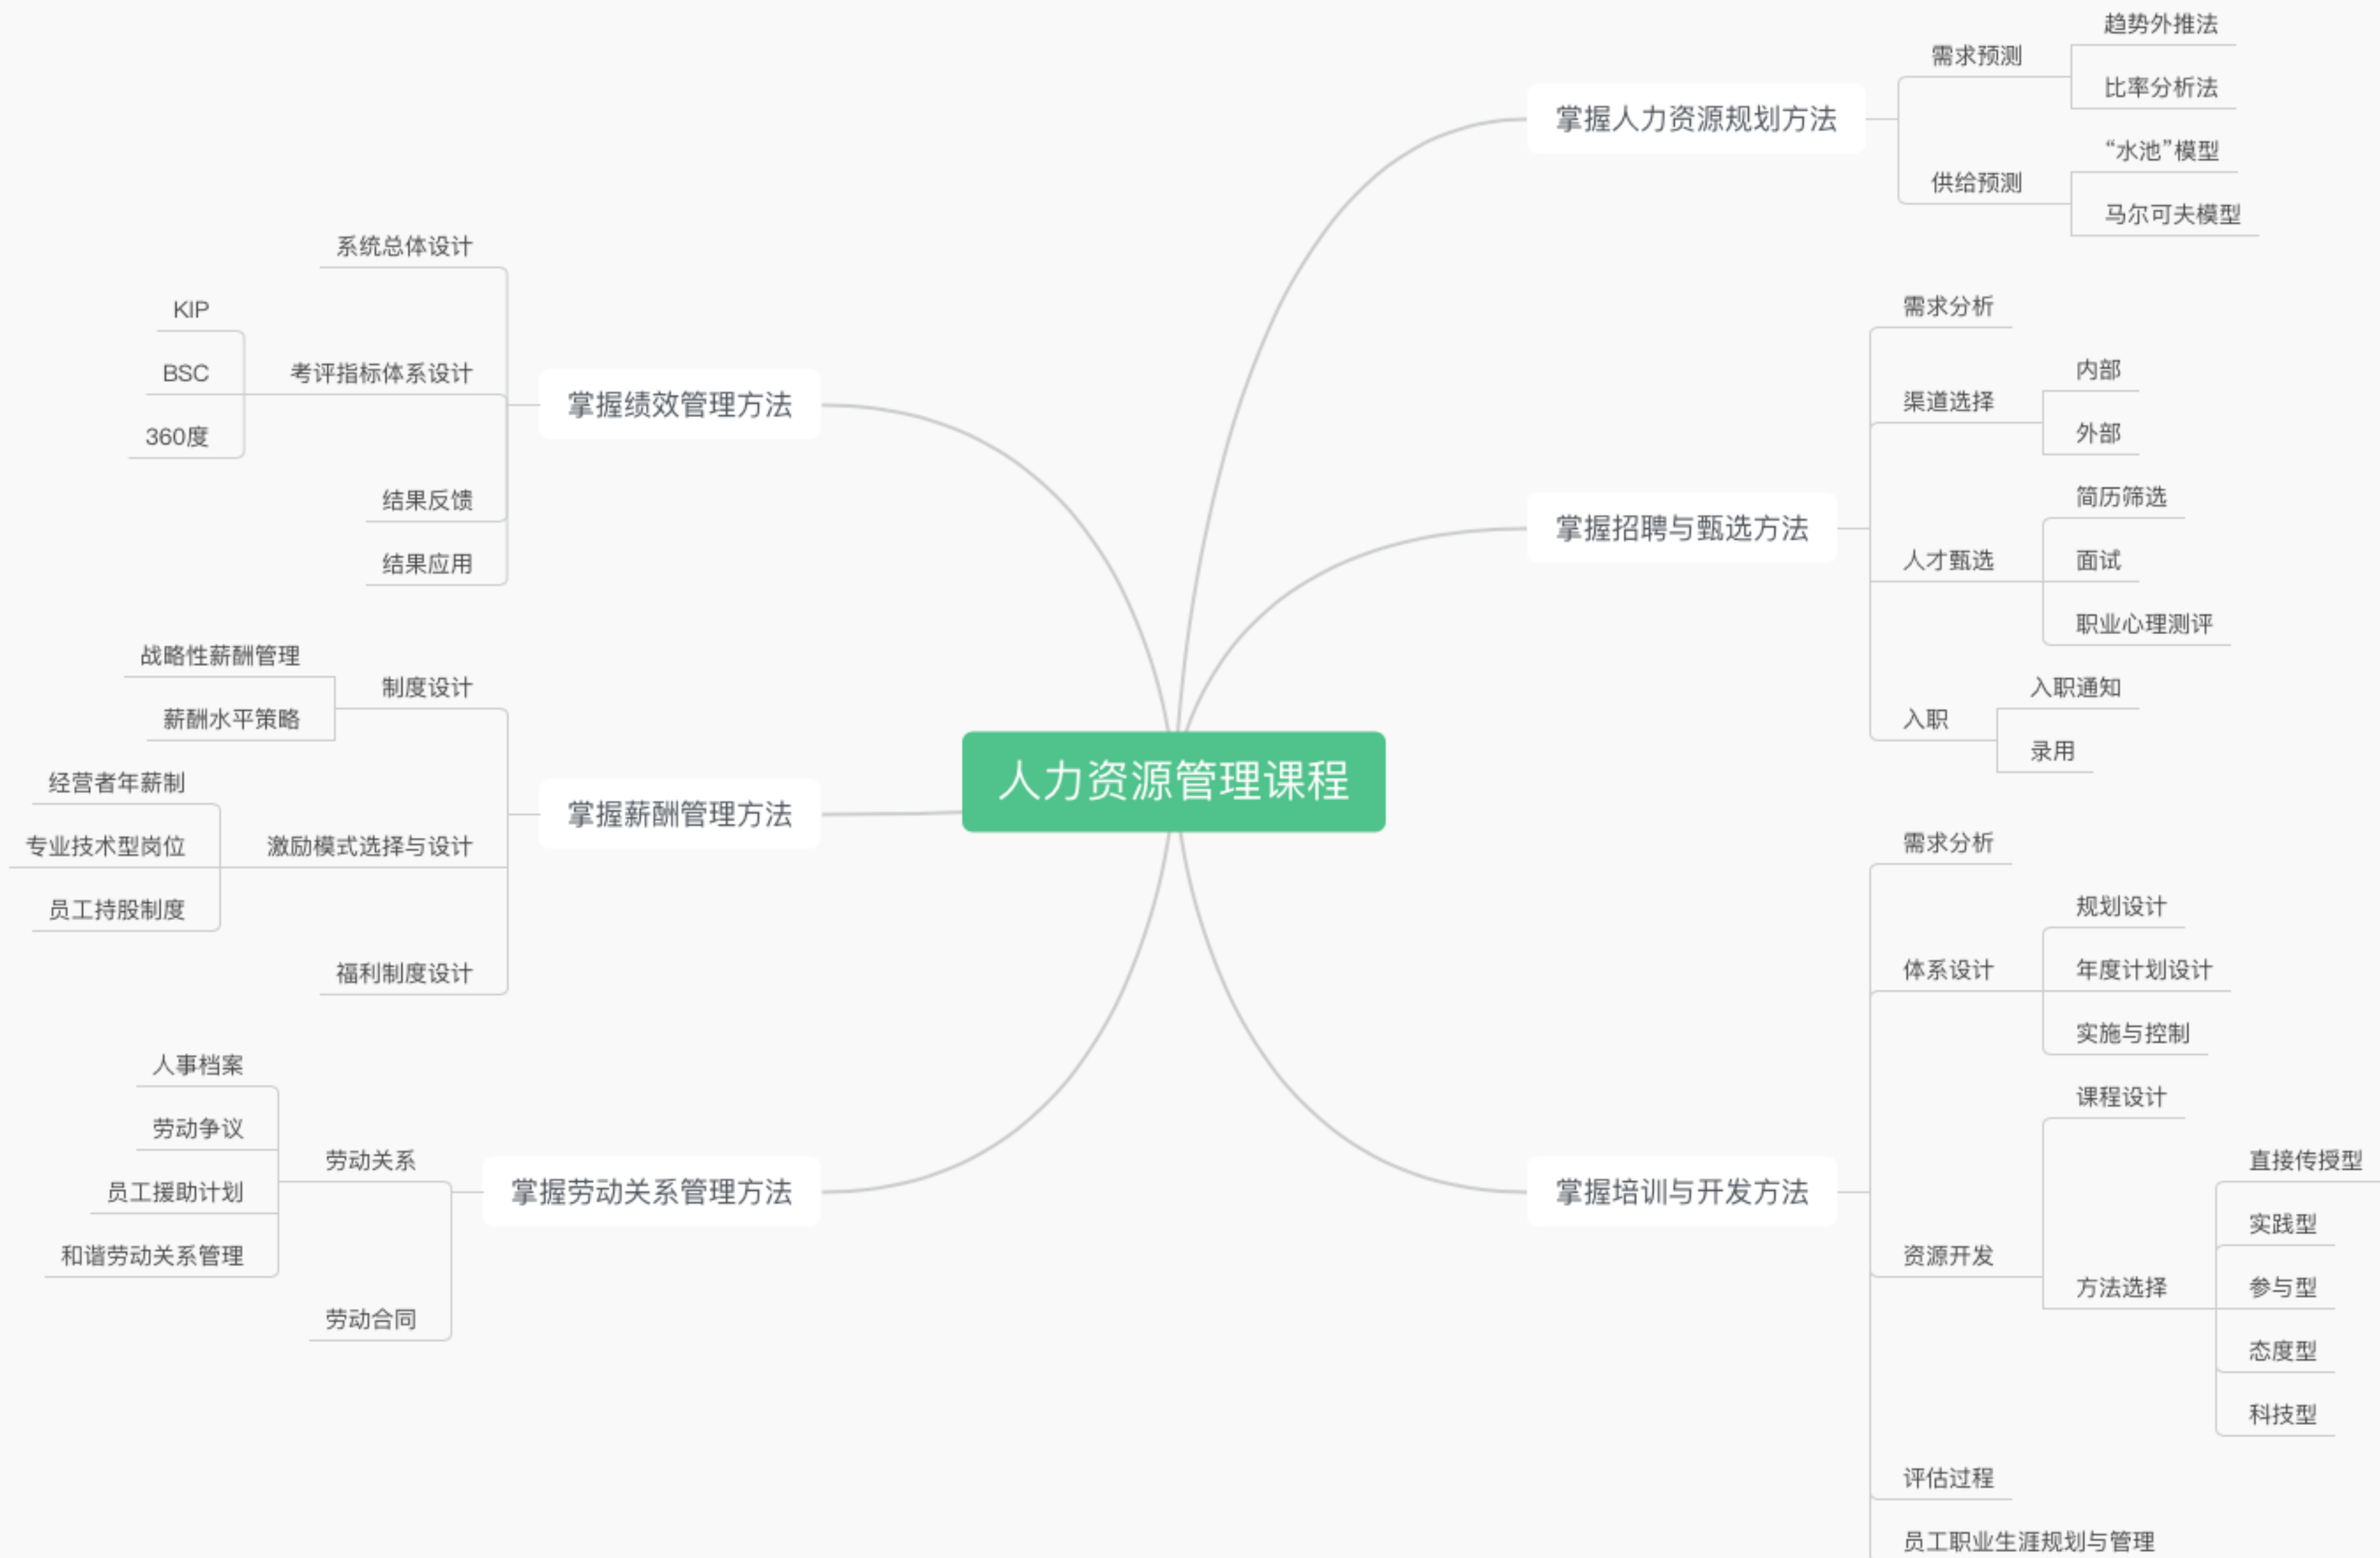 人力资源管理课程
掌握人力资源规划方法
需求预测
趋势外推法
比率分析法
供给预测
“水池”模型
马尔可夫模型
掌握招聘与甄选方法
需求分析
渠道选择
内部
外部
人才甄选
简历筛选
面试
职业心理测评
入职
入职通知
录用
掌握培训与开发方法
需求分析
体系设计
规划设计
年度计划设计
实施与控制
资源开发
课程设计
方法选择
直接传授型
实践型
参与型
态度型
科技型
评估过程
员工职业生涯规划与管理
掌握绩效管理方法
系统总体设计
考评指标体系设计
KIP
BSC
360度
结果反馈
结果应用
掌握薪酬管理方法
制度设计
战略性薪酬管理
薪酬水平策略
激励模式选择与设计
经营者年薪制
专业技术型岗位
员工持股制度
福利制度设计
掌握劳动关系管理方法
劳动关系
人事档案
劳动争议
员工援助计划
和谐劳动关系管理
劳动合同